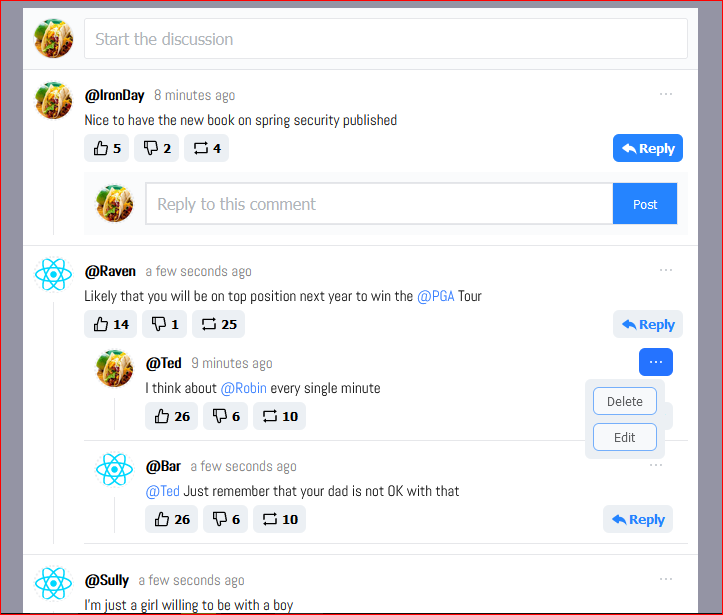 Start the discussion
@IronDay 8 minutes ago ...
Nice to have the new book on spring security published
5 2 4 Reply
Reply to this comment Post
@Raven a few seconds ago ...
Likely that you will be on top position next year to win the @PGA Tour
14 1 25 Reply
@Ted 9 minutes ago ...
I think about @Robin every single minute
Delete
26 6 10
Edit
@Bar a few seconds ago ...
@Ted Just remember that your dad is not OK with that
26 6 10 Reply
@Sully a few seconds ago ...
I'm just a girl willing to be with a boy